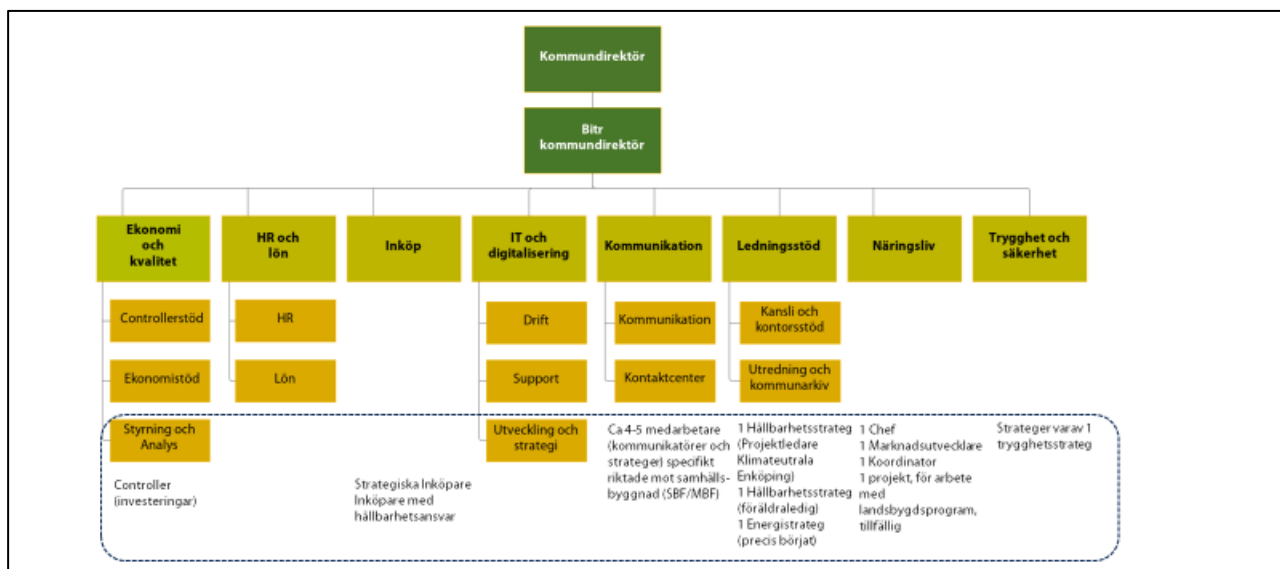 Kommundirektör
Bitr
kommundirektör
Ekonomi
och
kvalitet
HR och
lön
Inköp
IT och
digitalisering
Kommunikation
Ledningsstöd
Näringsliv
Trygghet och
säkerhet
Controllerstöd
HR
Drift
Kommunikation
Kansli och
kontorsstöd
Ekonomistöd
Lön
Support
Kontaktcenter
Utredning och
kommunarkiv
Styrning och
Analys
Utveckling och
strategi
Controller
(investeringar)
Strategiska Inköpare
Inköpare med
hållbarhetsansvar
Ca 4-5 medarbetare
(kommunikatörer och
strateger) specifikt
riktade mot samhälls-
byggnad (SBF/MBF)
1 Hållbarhetsstrateg
(Projektledare
Klimateutrala
Enköping)
1 Hållbarhetsstrateg
(föräldraledig)
1 Energistrateg
(precis börjat)
1 Chef
1 Marknadsutvecklare
1 Koordinator
1 projekt, för arbete
med
landsbygdsprogram,
tillfällig
Strateger varav 1
trygghetsstrateg